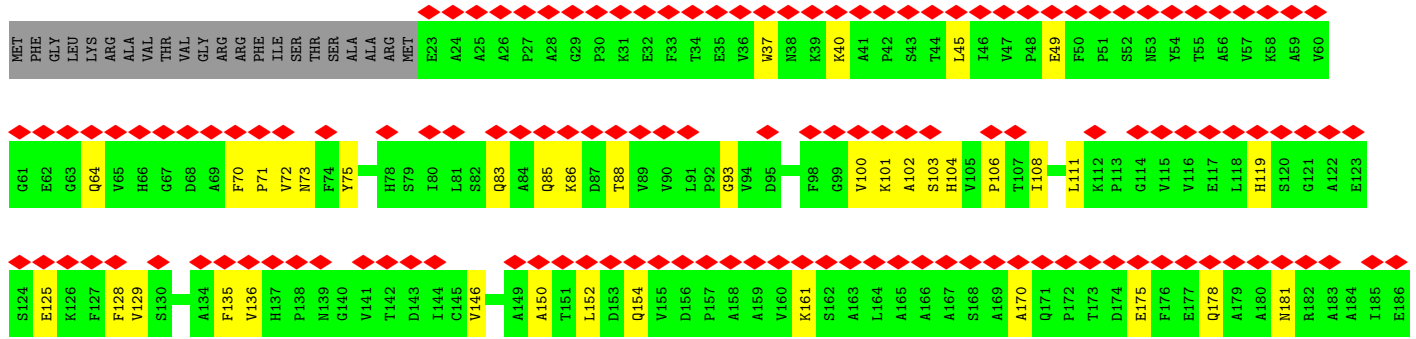 MET PHE GLY LEU LYS ARG ALA VAL THR VAL GLY ARG ARG PHE ILE SER THR SER ALA ALA ARG MET E23 A24 A25 A26 P27 A28 G29 P30 K31 E32 F33 T34 E35 V36 W37 N38 K39 K40 A41 P42 S43 T44 L45 I46 V47 P48 E49 F50 P51 S52 N53 Y54 T55 A56 V57 K58 A59 V60
G61 E62 G63 Q64 V65 H66 G67 D68 A69 F70 P71 V72 N73 F74 Y75 H78 S79 I80 L81 S82 Q83 A84 Q85 K86 D87 T88 V89 V90 L91 P92 G93 V94 D95 F98 G99 V100 K101 A102 S103 H104 V105 P106 T107 I108 L111 K112 P113 G114 V115 V116 E117 L118 H119 S120 G121 A122 E123
S124 E125 K126 F127 F128 V129 S130 A134 F135 V136 H137 P138 N139 G140 V141 T142 D143 I144 C145 V146 A149 A150 T151 L152 D153 Q154 V155 D156 P157 A158 A159 V160 K161 S162 A163 L164 A165 A166 A167 S168 A169 A170 Q171 P172 T173 D174 E175 F176 E177 Q178 A179 A180 N181 R182 A183 A184 I185 E186